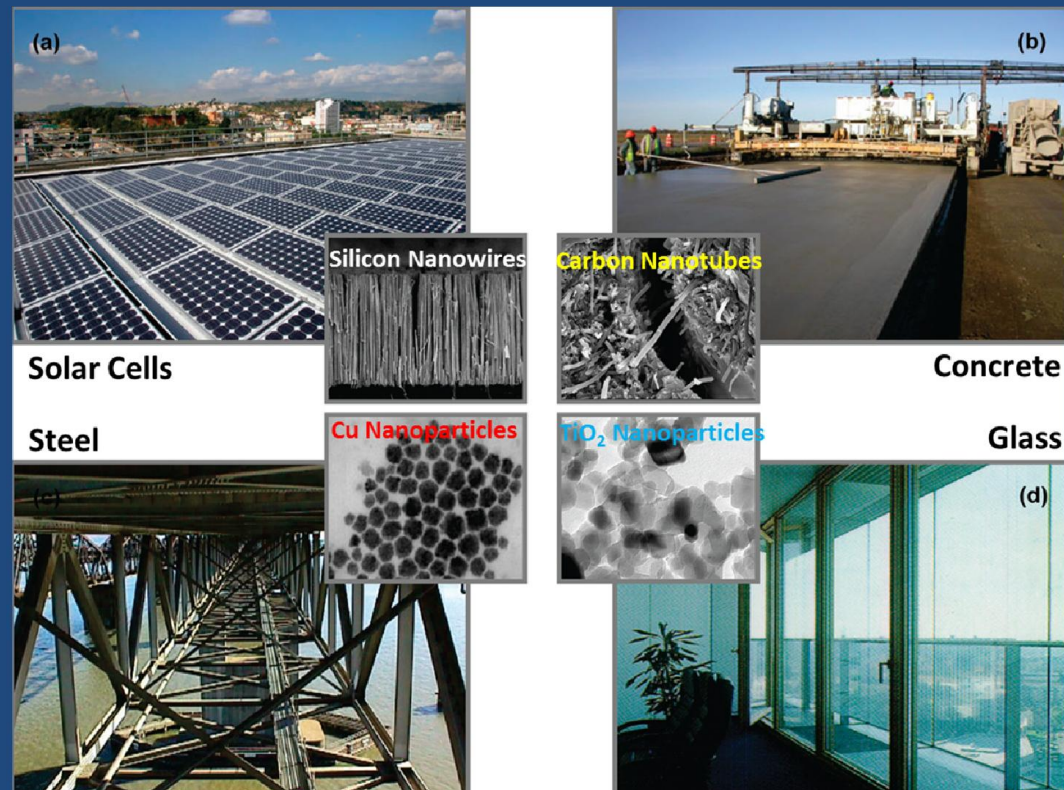 (a)
(b)
Silicon Nanowires
Carbon Nanotubes
Solar Cells
Concrete
Steel
Glass
Cu Nanoparticles
TiO₂ Nanoparticles
(c)
(d)